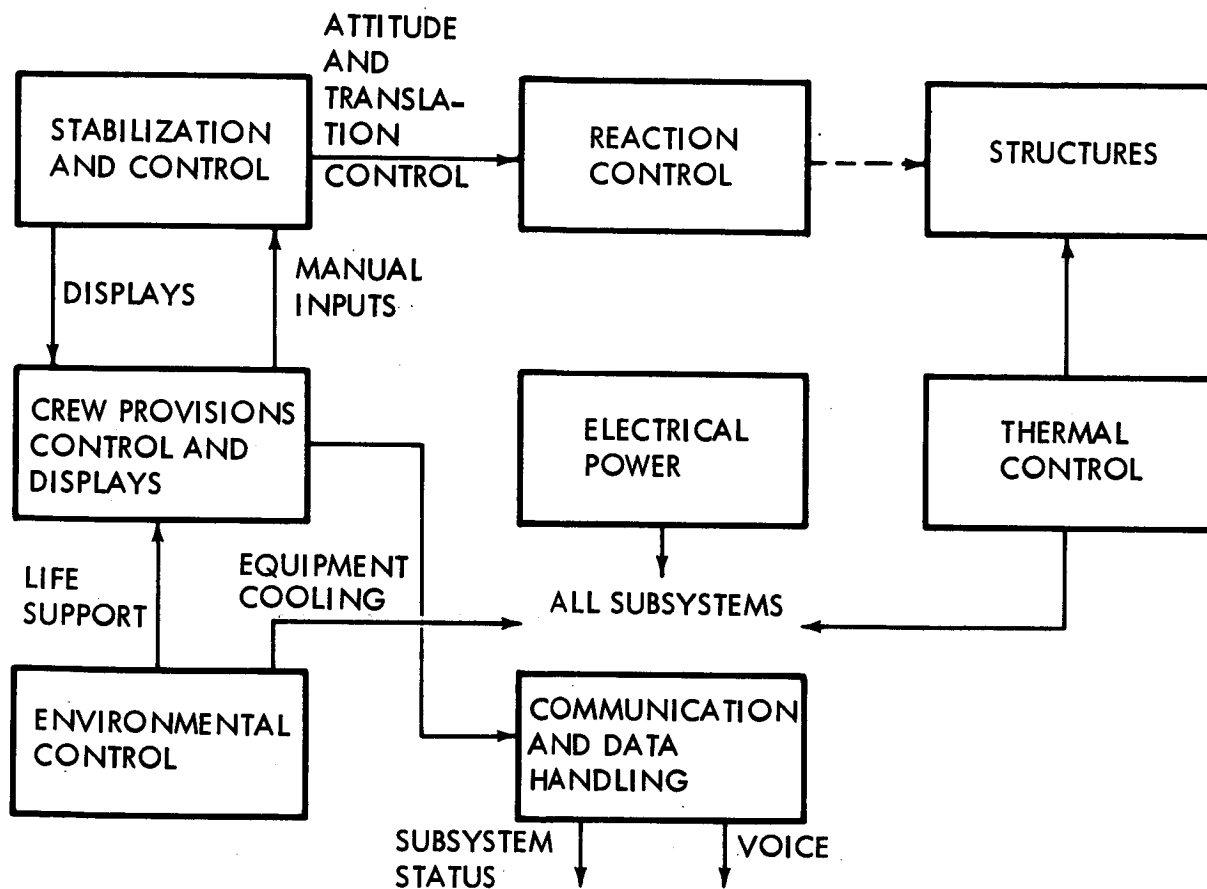 ATTITUDE
AND
TRANSLA-
TION
CONTROL
STABILIZATION
AND CONTROL
REACTION
CONTROL
STRUCTURES
DISPLAYS
MANUAL
INPUTS
CREW PROVISIONS
CONTROL AND
DISPLAYS
ELECTRICAL
POWER
THERMAL
CONTROL
LIFE
SUPPORT
EQUIPMENT
COOLING
ALL SUBSYSTEMS
ENVIRONMENTAL
CONTROL
COMMUNICATION
AND DATA
HANDLING
SUBSYSTEM
STATUS
VOICE